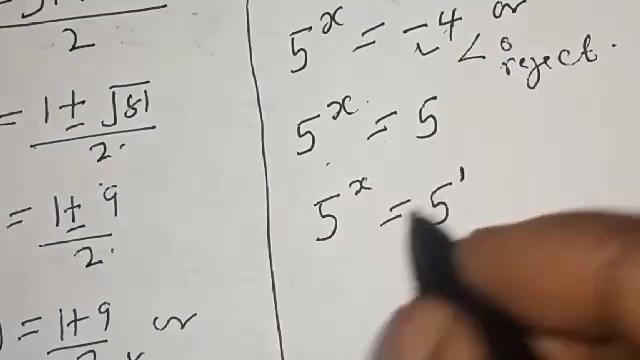 2
= 1 ± √81
2
= 1 ± 9
2
= 1+9 or
5^x = -4 or
< 0
reject.
5^x = 5
5^x = 5^1